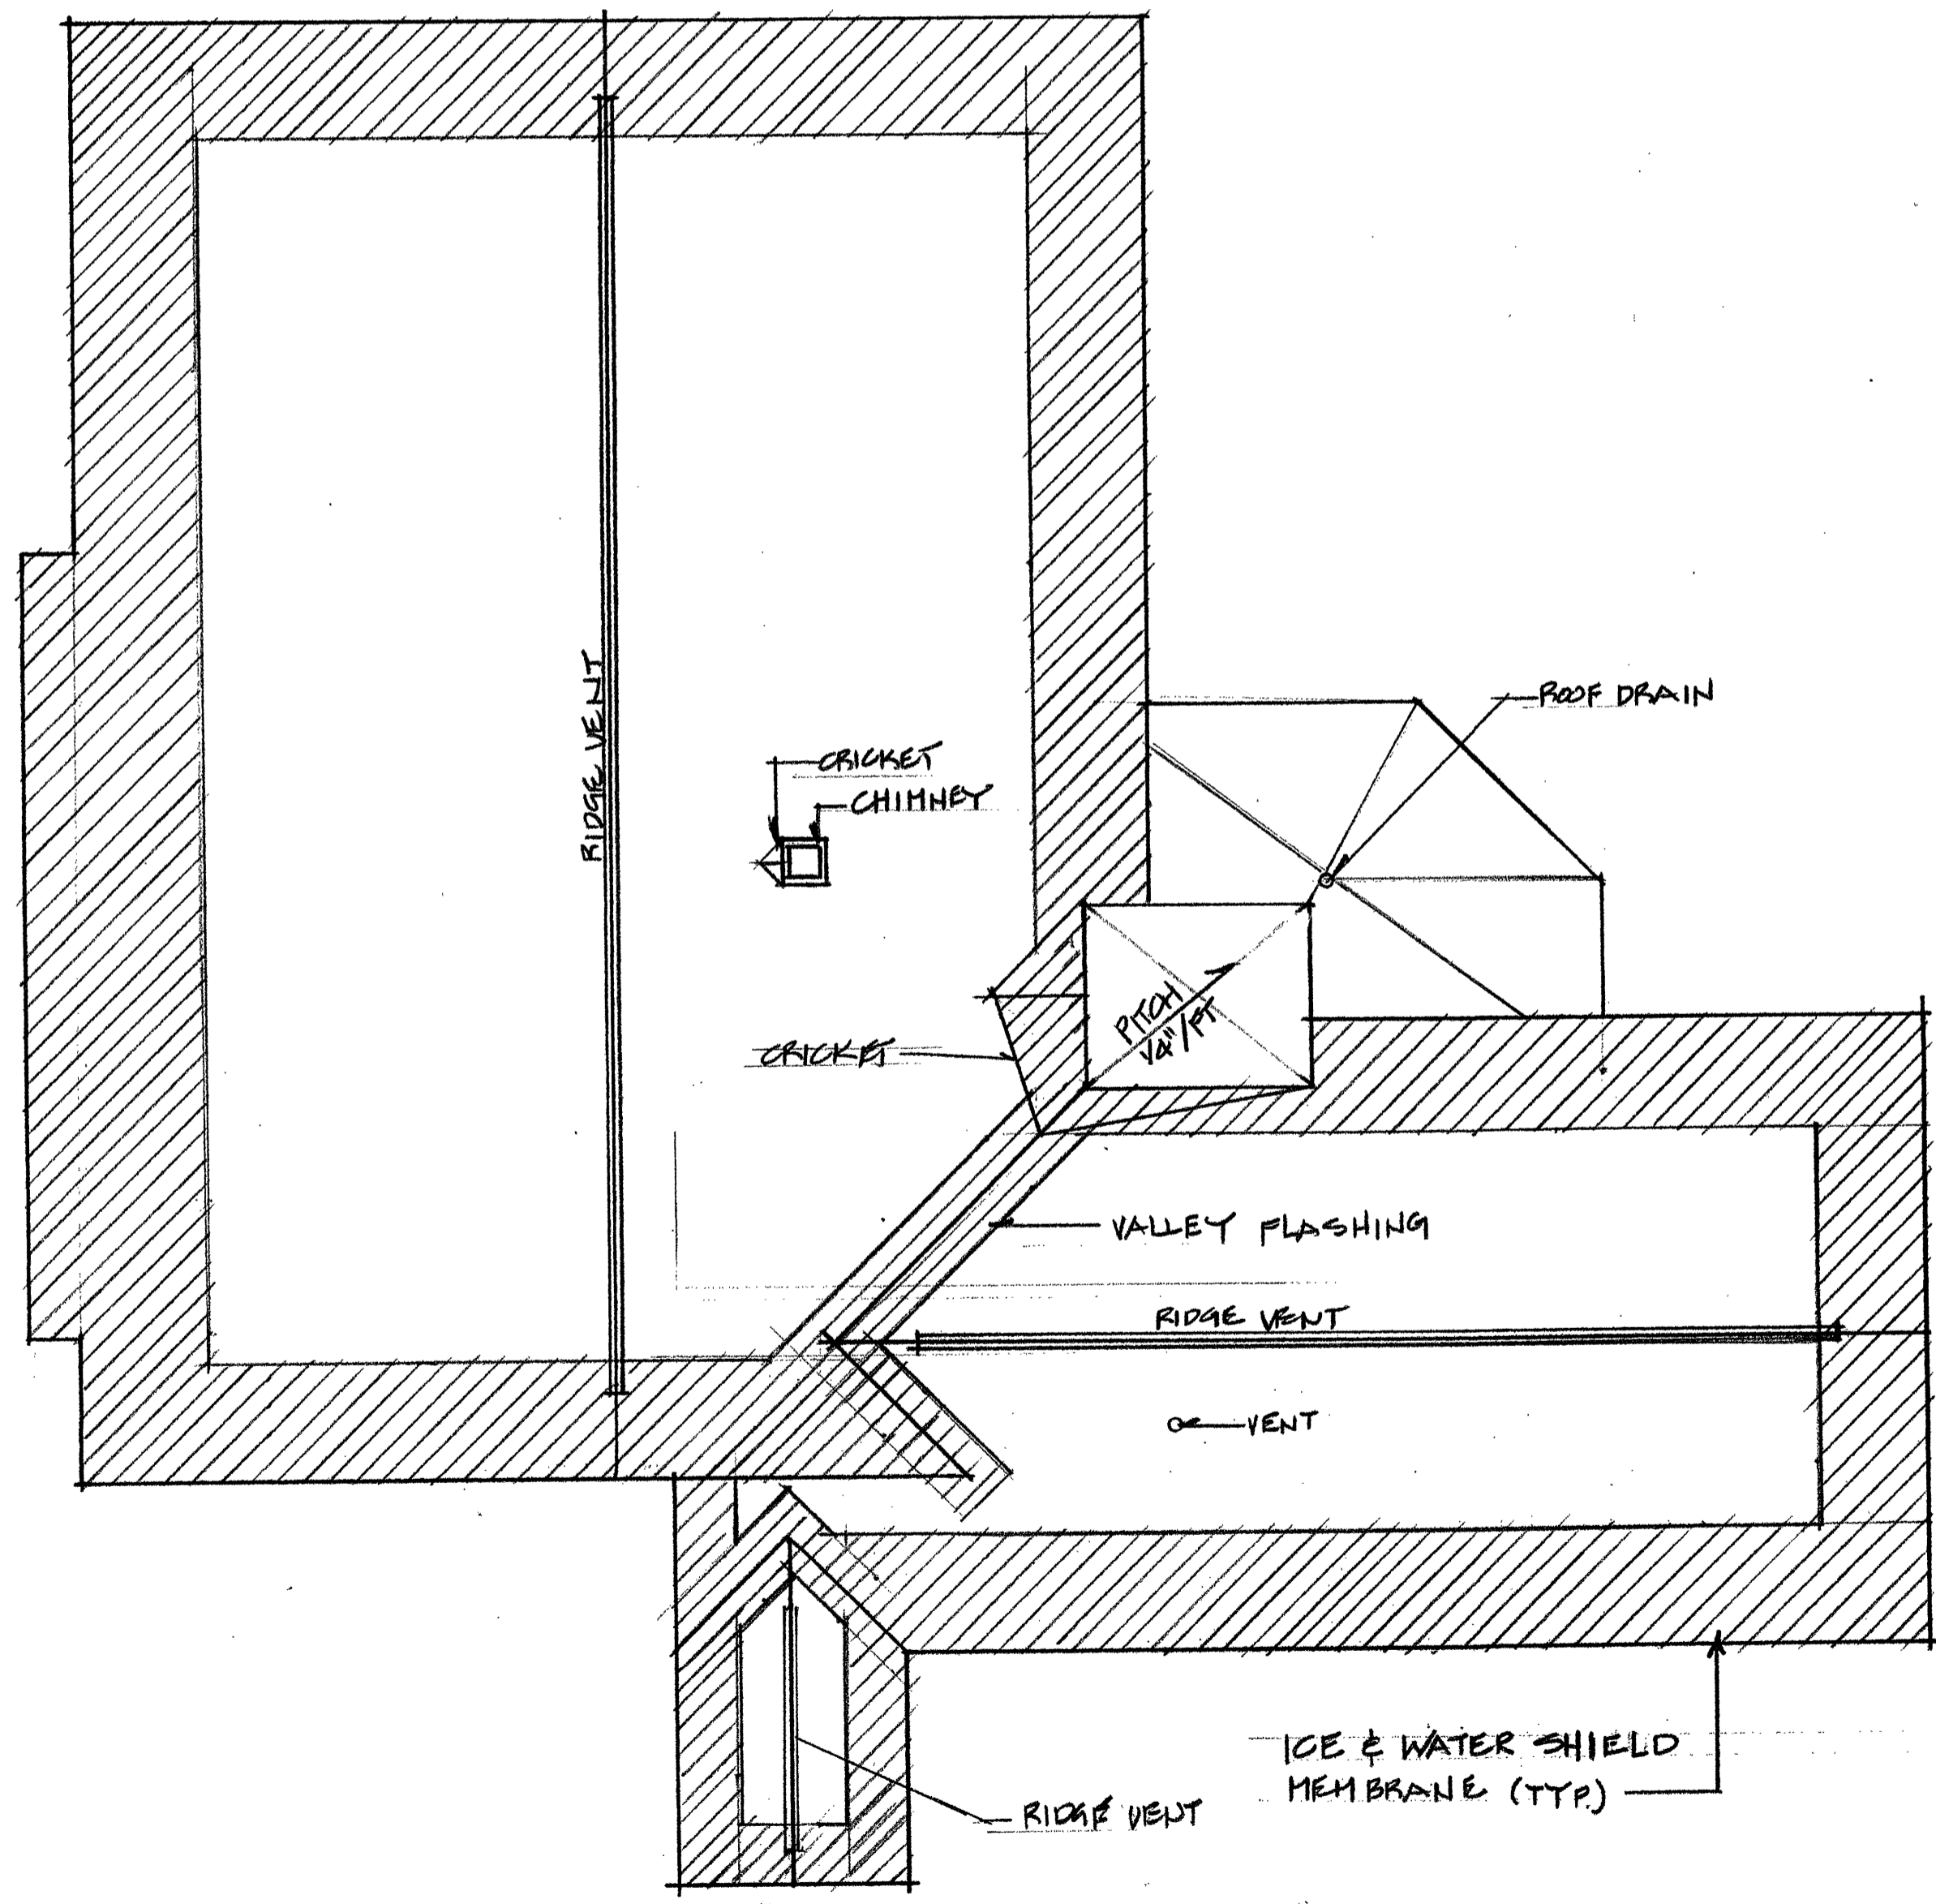 ROOF DRAIN
RIDGE VENT
CRICKET
CHIMNEY
PITCH
1/4"/FT
CRICKET
VALLEY FLASHING
RIDGE VENT
VENT
ICE & WATER SHIELD
MEMBRANE (TYP.)
RIDGE VENT